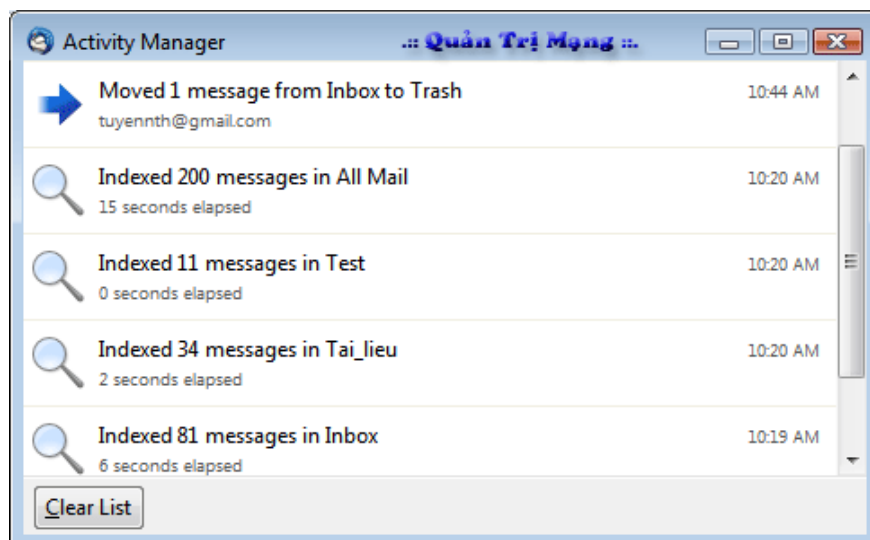 Activity Manager
.:: Quản Trị Mạng ::.
Moved 1 message from Inbox to Trash
10:44 AM
tuyennth@gmail.com
Indexed 200 messages in All Mail
10:20 AM
15 seconds elapsed
Indexed 11 messages in Test
10:20 AM
0 seconds elapsed
Indexed 34 messages in Tai_lieu
10:20 AM
2 seconds elapsed
Indexed 81 messages in Inbox
10:19 AM
6 seconds elapsed
Clear List